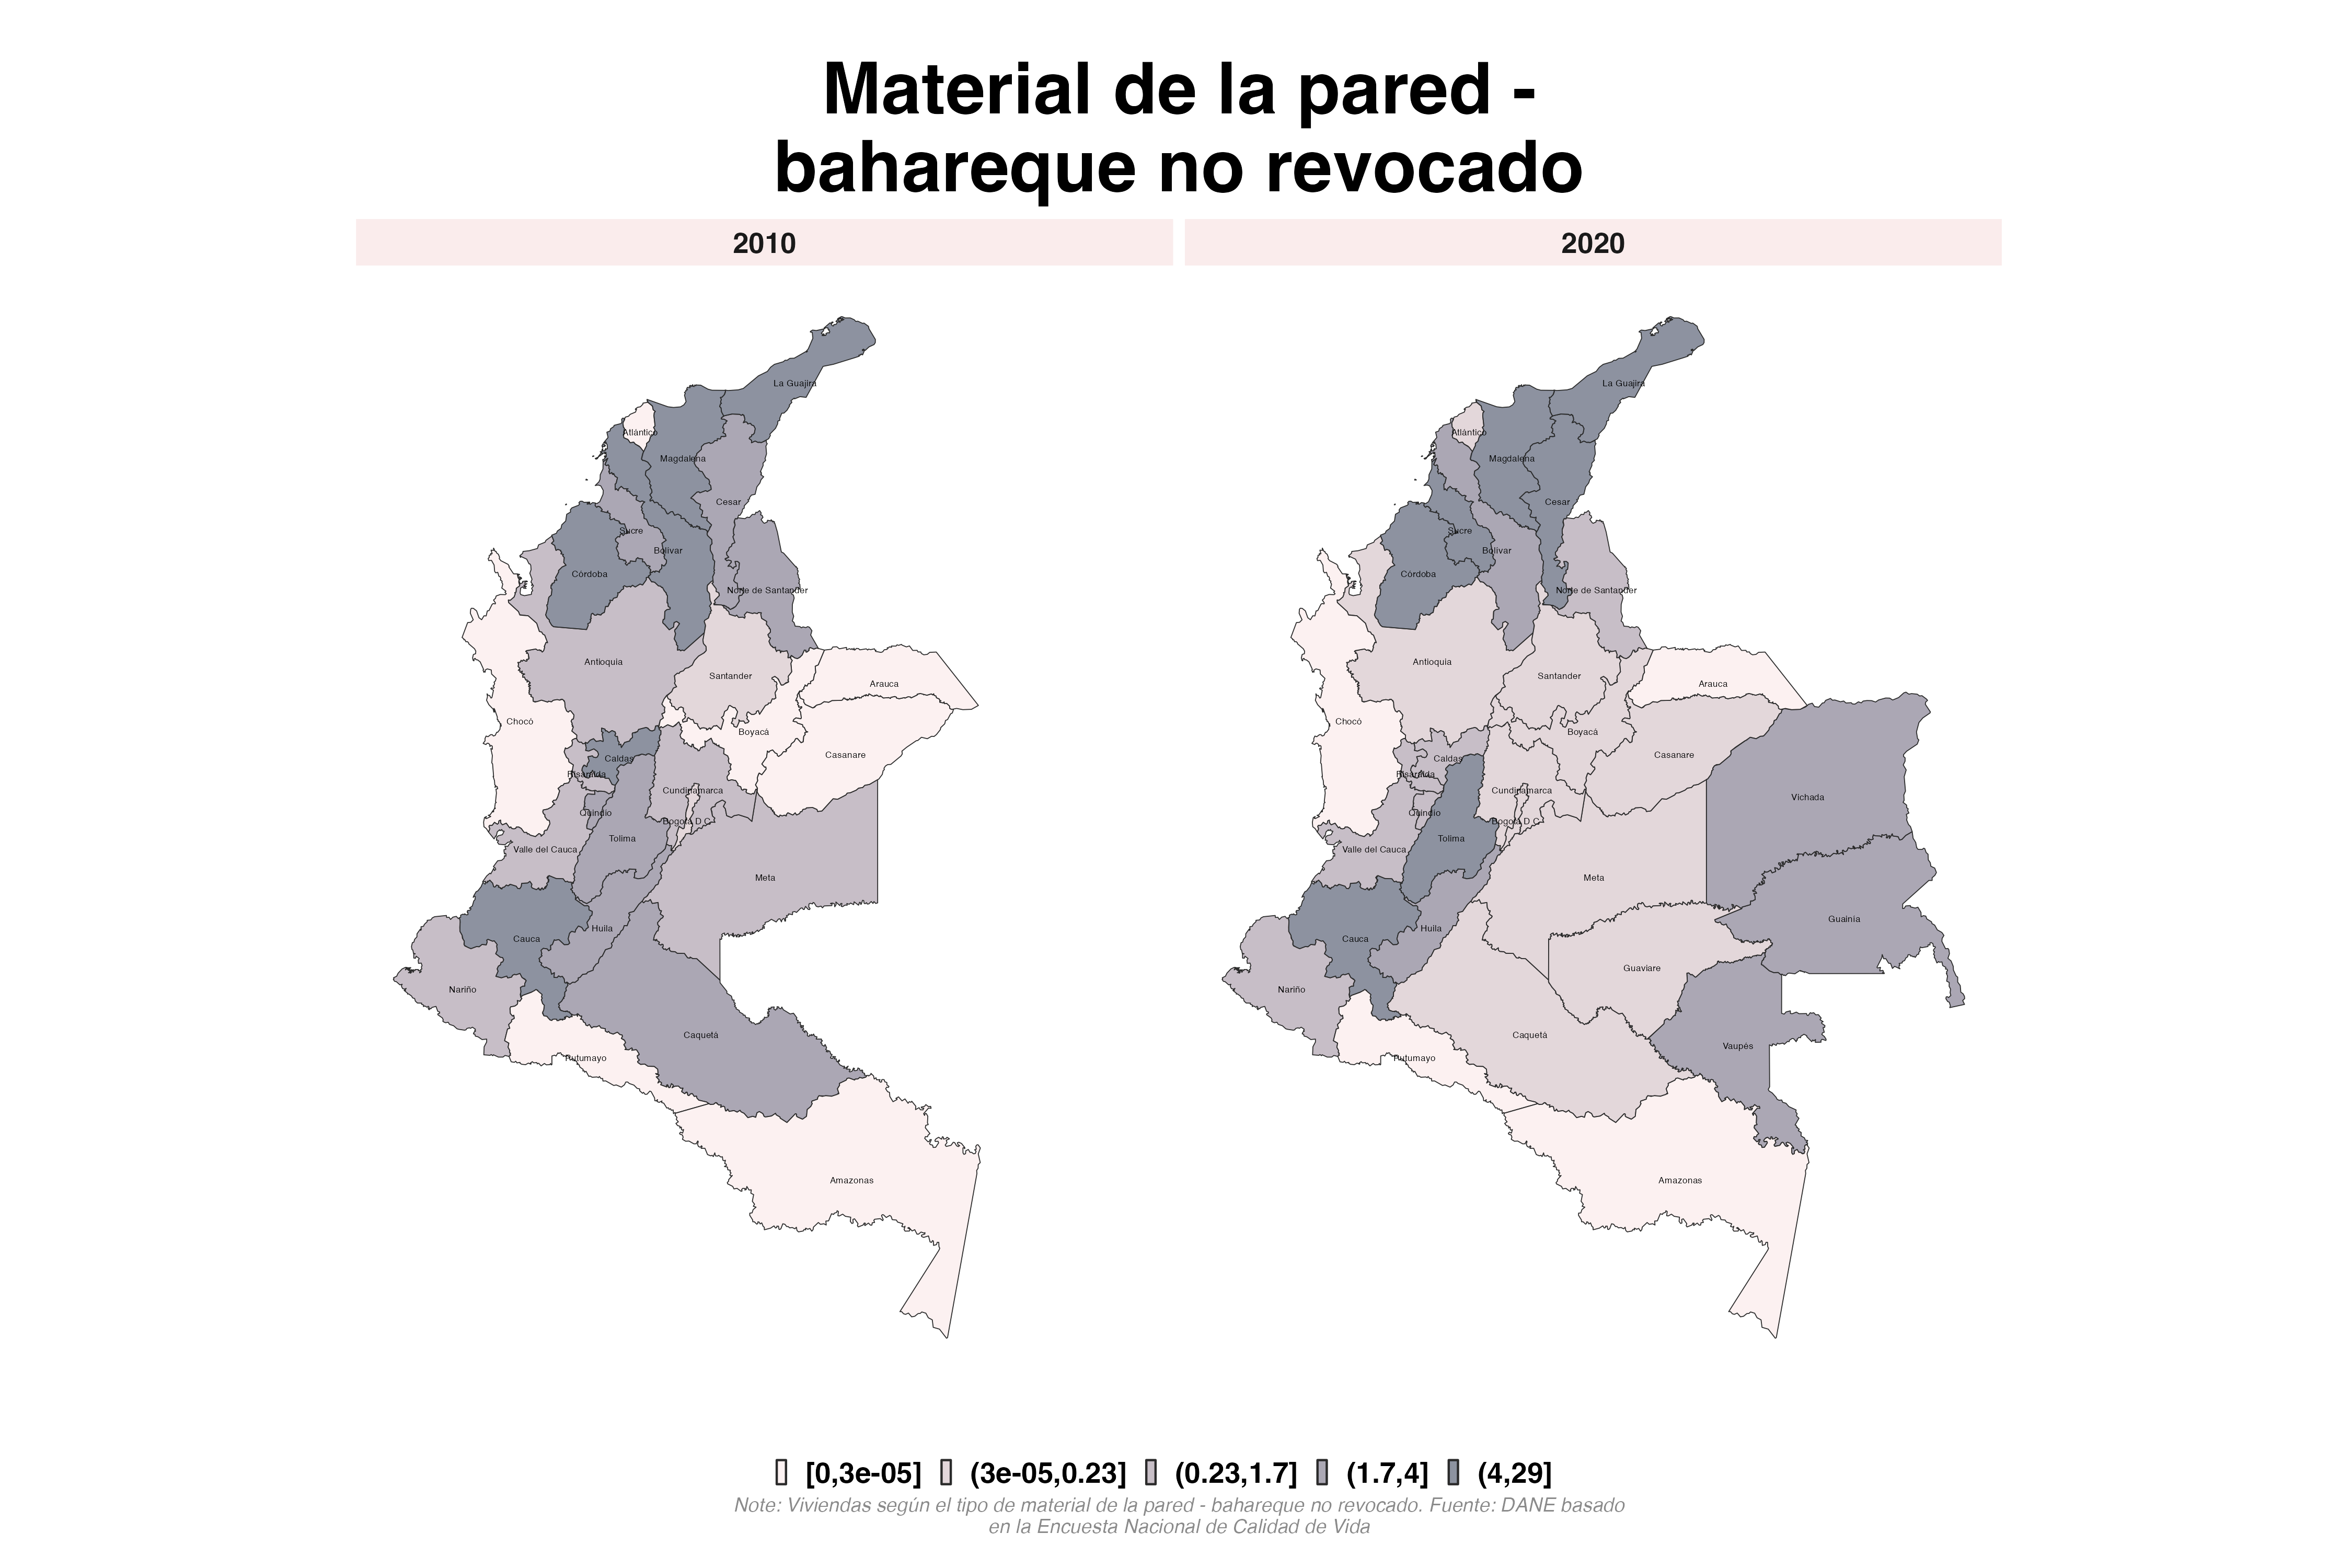 Material de la pared -
bahareque no revocado
2010
2020
La Guajira
Atlántico
Magdalena
Cesar
Sucre
Bolívar
Córdoba
Norte de Santander
Antioquia
Santander
Arauca
Chocó
Boyacá
Casanare
Caldas
Risaralda
Cundinamarca
Quindío
Bogotá D.C.
Tolima
Valle del Cauca
Meta
Huila
Cauca
Nariño
Caquetá
Putumayo
Amazonas
La Guajira
Atlántico
Magdalena
Cesar
Sucre
Bolívar
Córdoba
Norte de Santander
Antioquia
Santander
Arauca
Chocó
Boyacá
Casanare
Caldas
Risaralda
Cundinamarca
Vichada
Quindío
Bogotá D.C.
Tolima
Valle del Cauca
Meta
Guainía
Huila
Cauca
Guaviare
Nariño
Caquetá
Vaupés
Putumayo
Amazonas
[0,3e-05] (3e-05,0.23] (0.23,1.7] (1.7,4] (4,29]
Note: Viviendas según el tipo de material de la pared - bahareque no revocado. Fuente: DANE basado
en la Encuesta Nacional de Calidad de Vida